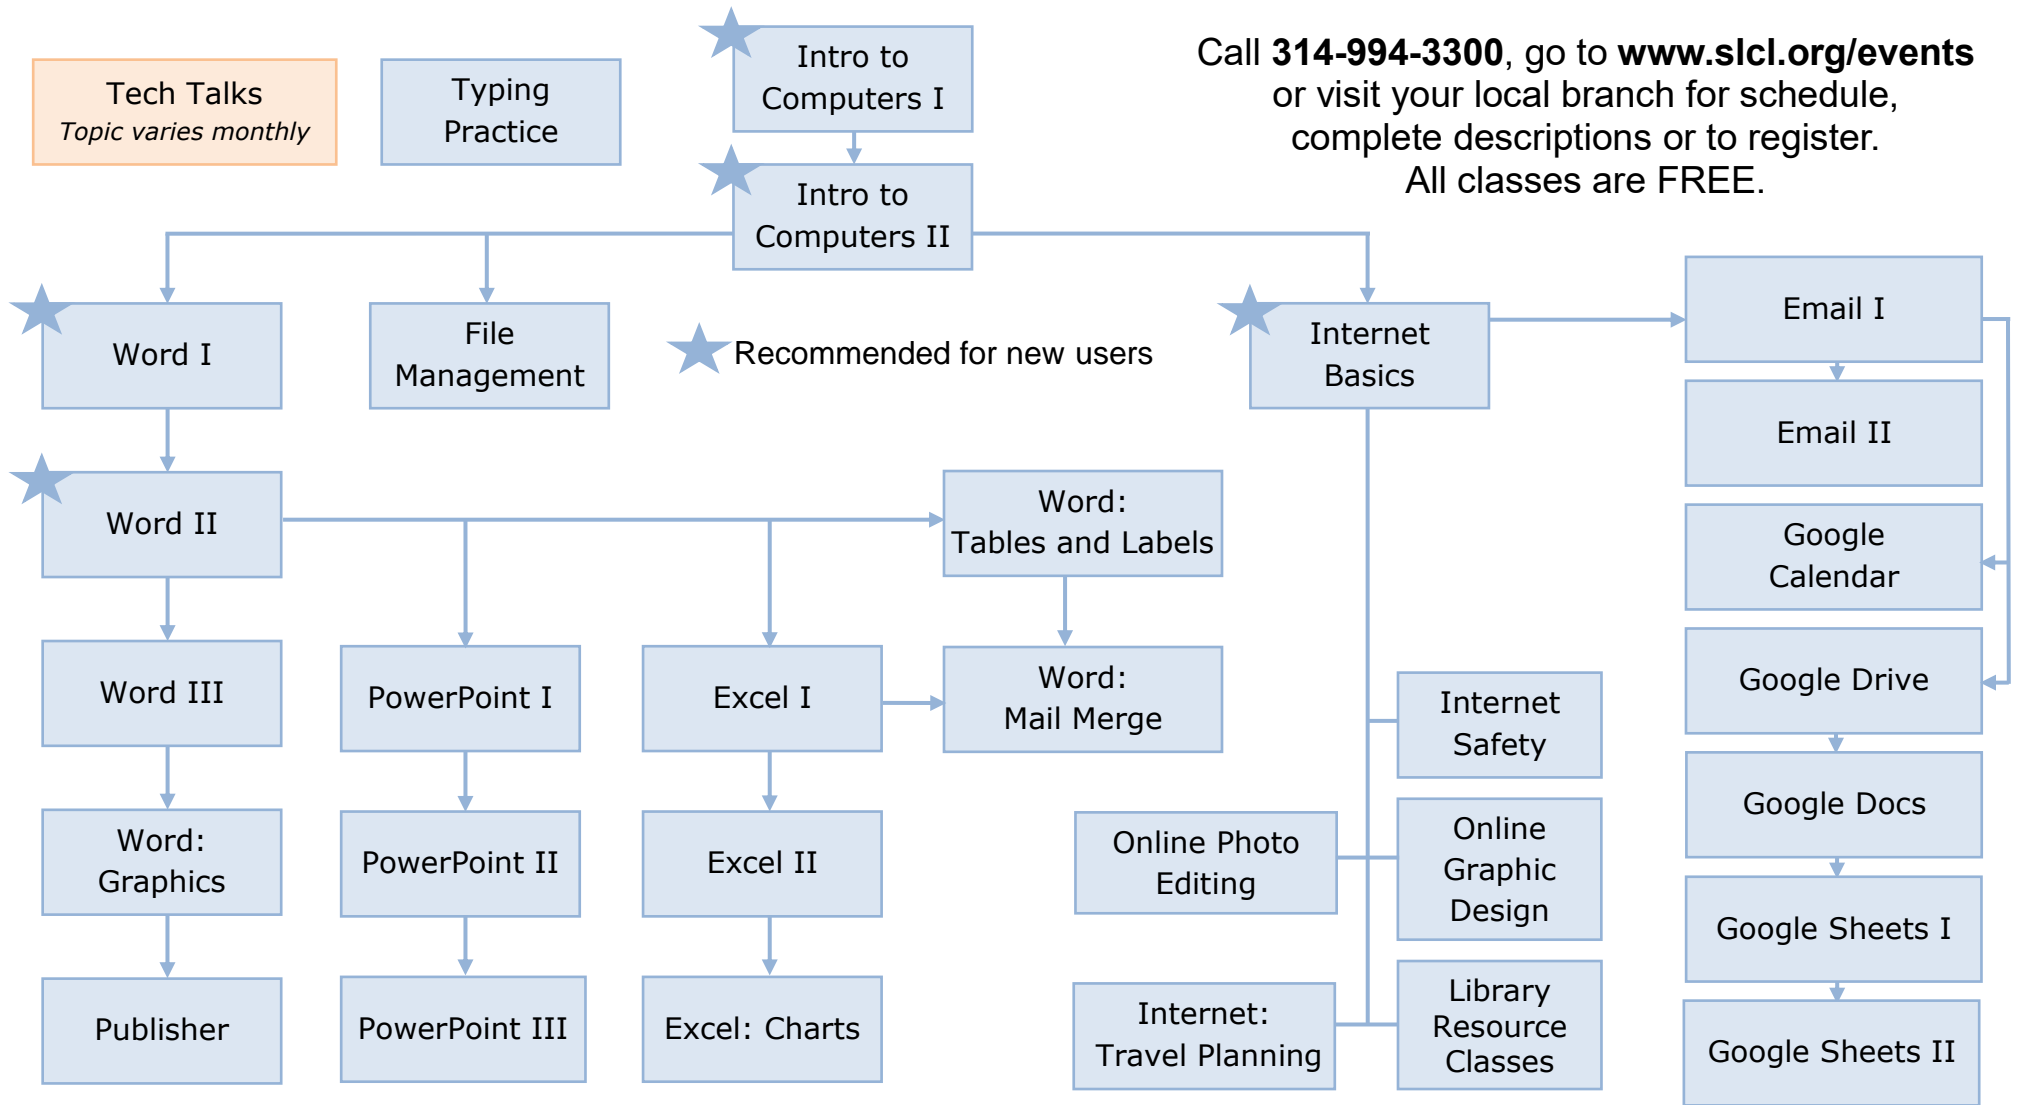 Tech Talks
Topic varies monthly
Typing
Practice
Intro to
Computers I
Call 314-994-3300, go to www.slcl.org/events
or visit your local branch for schedule,
complete descriptions or to register.
All classes are FREE.
Intro to
Computers II
Word I
File
Management
Recommended for new users
Internet
Basics
Email I
Email II
Word II
Word:
Tables and Labels
Google
Calendar
Word III
PowerPoint I
Excel I
Word:
Mail Merge
Internet
Safety
Google Drive
Word:
Graphics
PowerPoint II
Excel II
Online Photo
Editing
Online
Graphic
Design
Google Docs
Google Sheets I
Publisher
PowerPoint III
Excel: Charts
Internet:
Travel Planning
Library
Resource
Classes
Google Sheets II